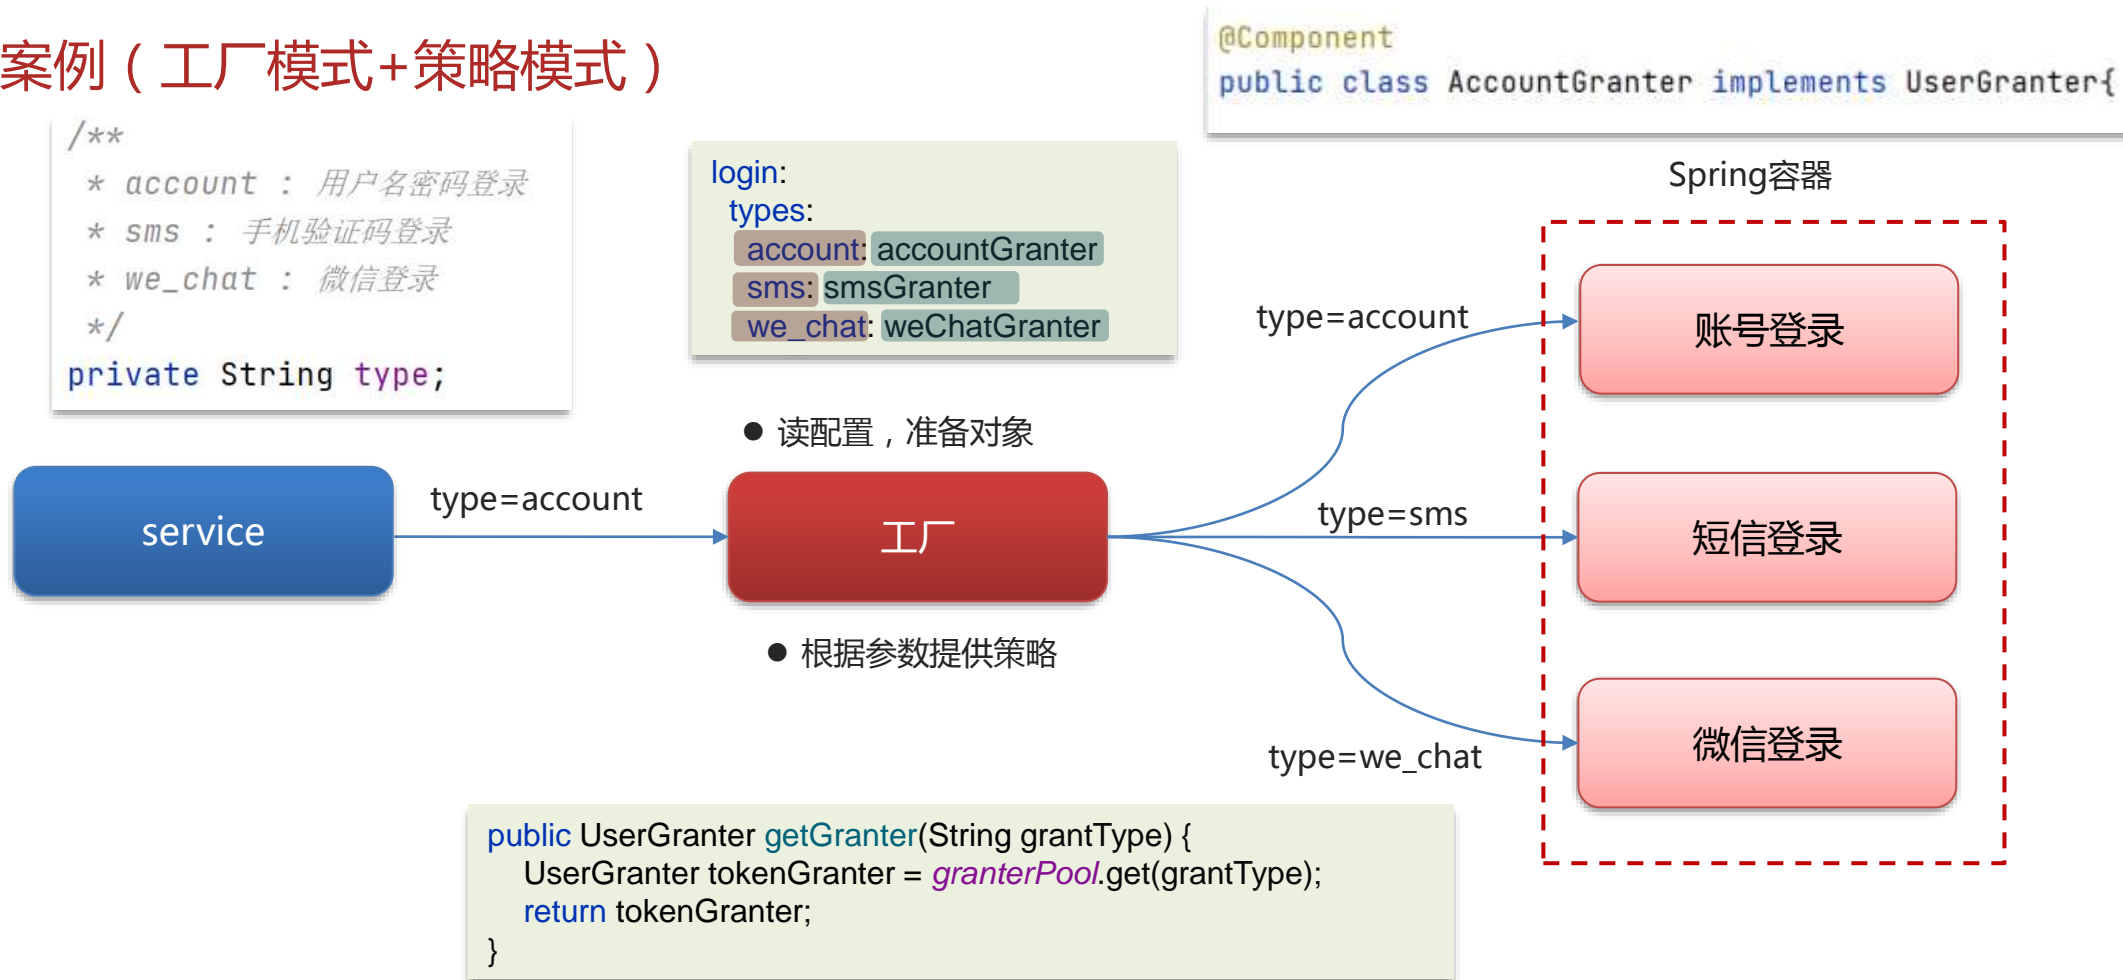 案例（工厂模式+策略模式）
@Component
public class AccountGranter implements UserGranter{
/**
* account : 用户名密码登录
* sms : 手机验证码登录
* we_chat : 微信登录
*/
private String type;
login:
types:
account: accountGranter
sms: smsGranter
we_chat: weChatGranter
Spring容器
type=account
账号登录
● 读配置，准备对象
service
type=account
工厂
type=sms
短信登录
● 根据参数提供策略
type=we_chat
微信登录
public UserGranter getGranter(String grantType) {
UserGranter tokenGranter = granterPool.get(grantType);
return tokenGranter;
}